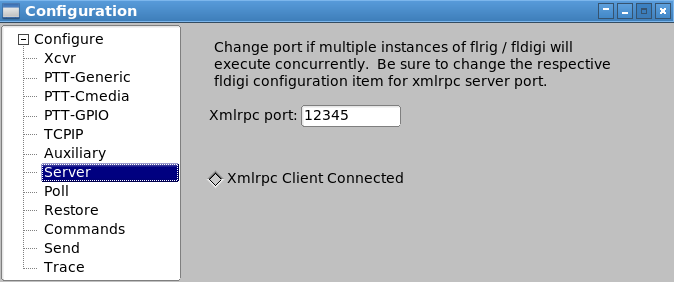 Configuration
Configure
Xcvr
PTT-Generic
PTT-Cmedia
PTT-GPIO
TCPIP
Auxiliary
Server
Poll
Restore
Commands
Send
Trace
Change port if multiple instances of flrig / fldigi will
execute concurrently.  Be sure to change the respective
fldigi configuration item for xmlrpc server port.
Xmlrpc port: 12345
Xmlrpc Client Connected